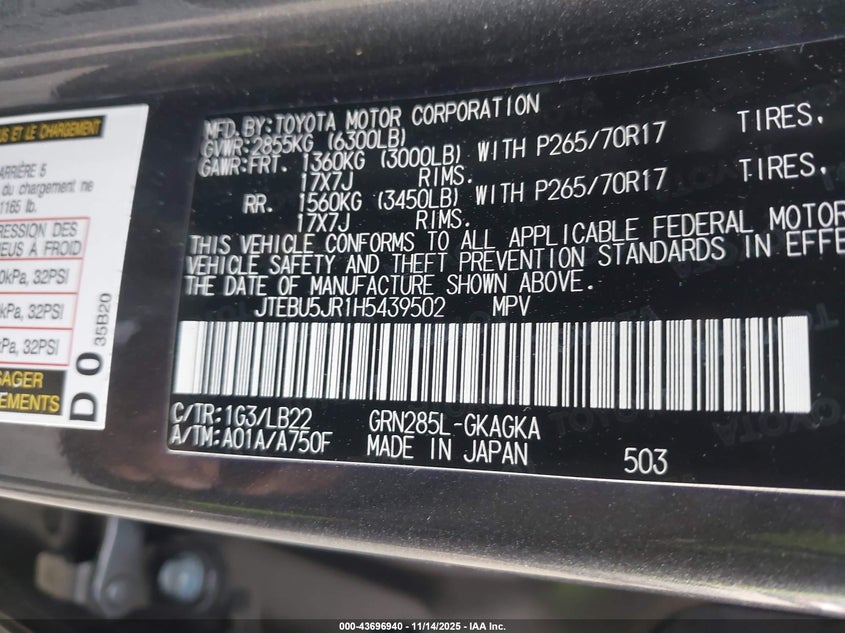 US ET LE CHARGEMENT
ARRIÈRE 5
du chargement ne
1165 lb.
RESSION DES
NEUS À FROID
0kPa, 32PSI
kPa, 32PSI
kPa, 32PSI
SAGER
EMENTS
D O
35B20
MFD.BY:TOYOTA MOTOR CORPORATION
GVWR:2855KG (6300LB)
GAWR:FRT. 1360KG (3000LB) WITH P265/70R17 TIRES,
17X7J RIMS.
RR. 1560KG (3450LB) WITH P265/70R17 TIRES,
17X7J RIMS.
THIS VEHICLE CONFORMS TO ALL APPLICABLE FEDERAL MOTOR
VEHICLE SAFETY AND THEFT PREVENTION STANDARDS IN EFFE
THE DATE OF MANUFACTURE SHOWN ABOVE.
JTEBU5JR1H5439502 MPV
C/TR:1G3/LB22 GRN285L-GKAGKA
A/TM:A01A/A750F MADE IN JAPAN 503
000-43696940 - 11/14/2025 - IAA Inc.